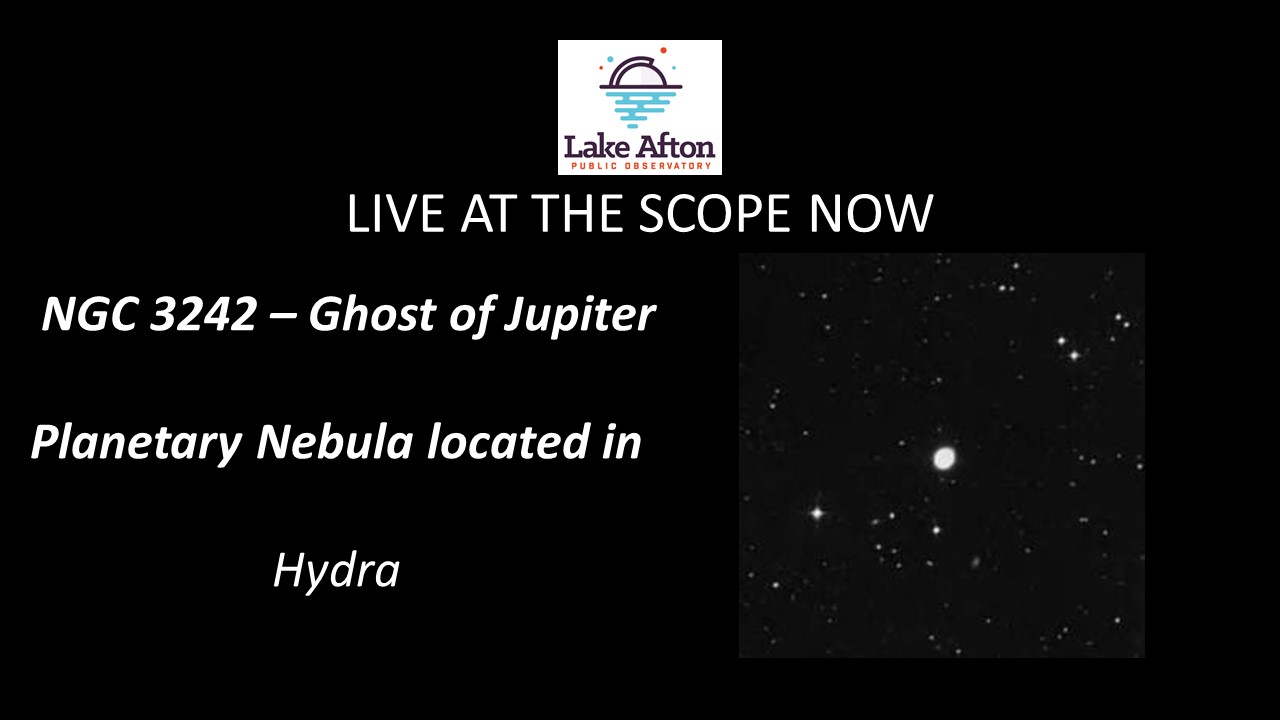 Lake Afton
PUBLIC OBSERVATORY
LIVE AT THE SCOPE NOW
NGC 3242 – Ghost of Jupiter
Planetary Nebula located in
Hydra